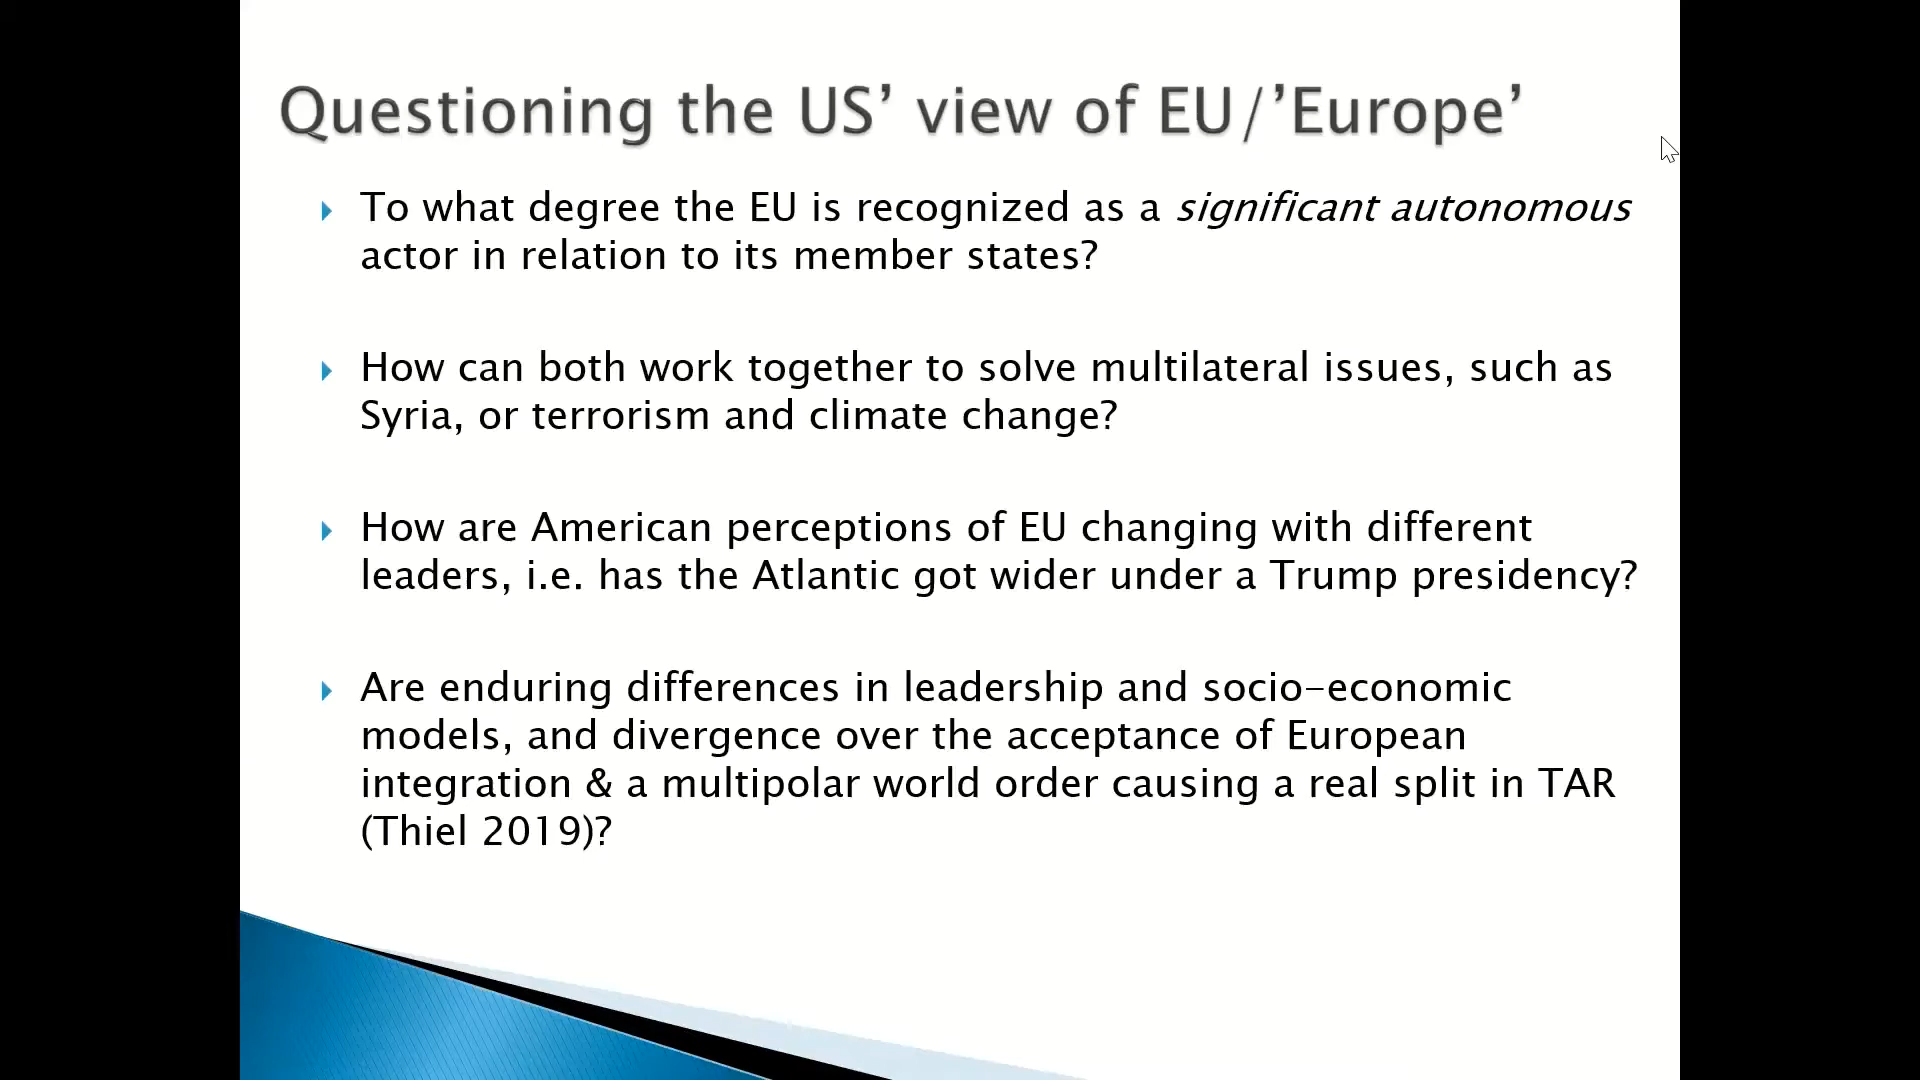 Questioning the US’ view of EU/’Europe’
To what degree the EU is recognized as a significant autonomous
actor in relation to its member states?
How can both work together to solve multilateral issues, such as
Syria, or terrorism and climate change?
How are American perceptions of EU changing with different
leaders, i.e. has the Atlantic got wider under a Trump presidency?
Are enduring differences in leadership and socio-economic
models, and divergence over the acceptance of European
integration & a multipolar world order causing a real split in TAR
(Thiel 2019)?